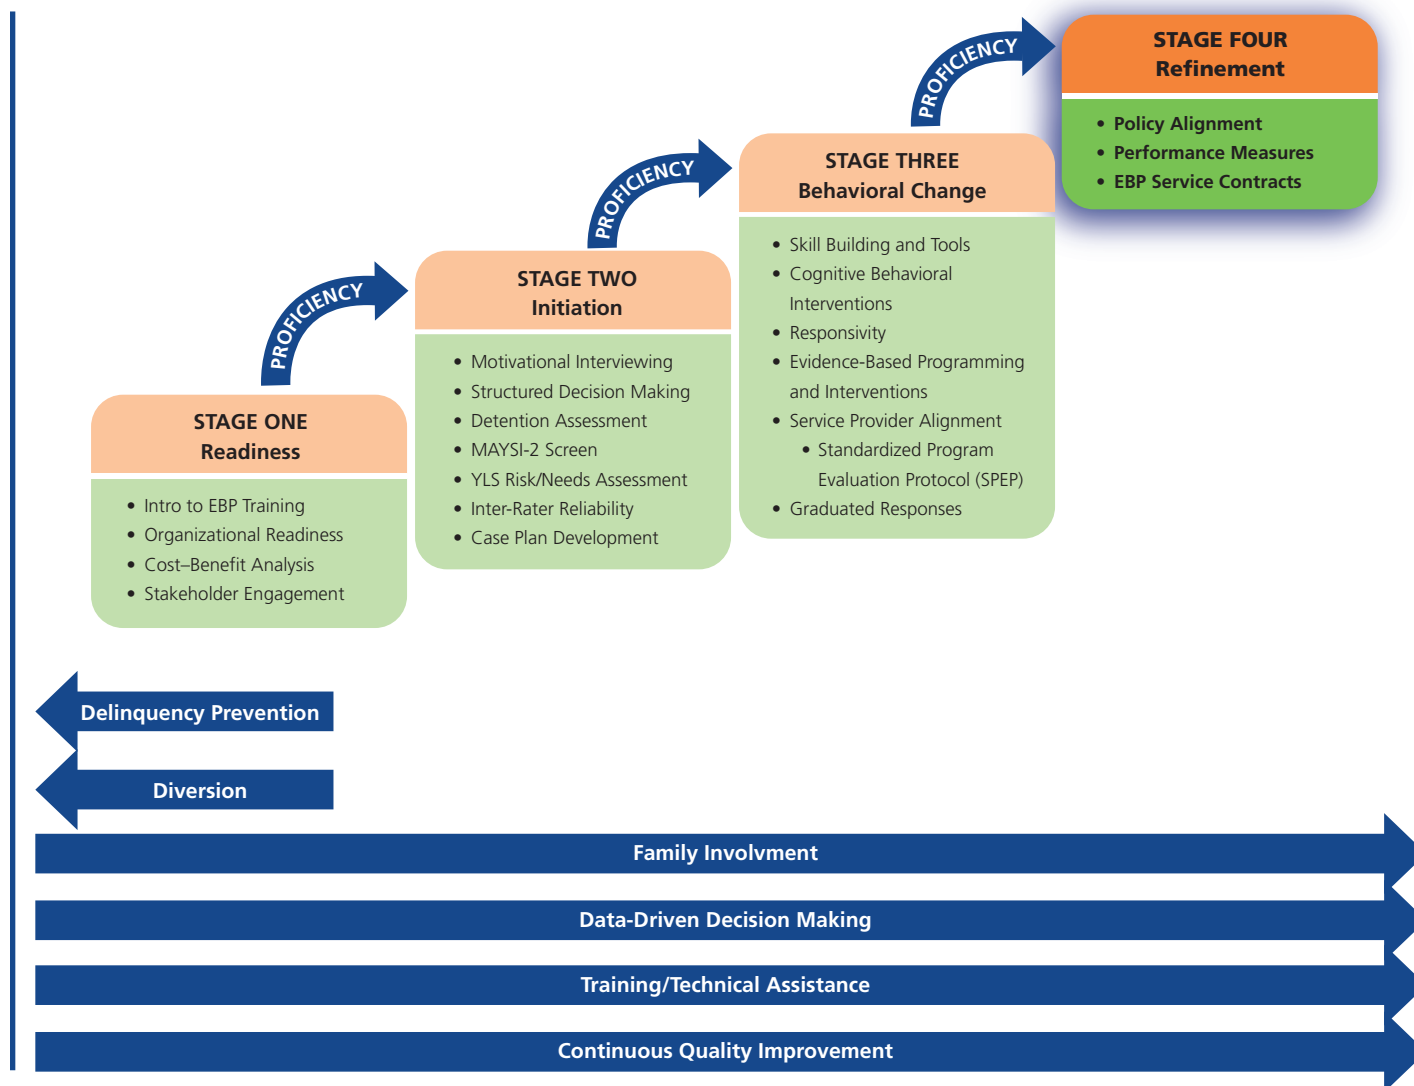 STAGE ONE
Readiness
• Intro to EBP Training
• Organizational Readiness
• Cost–Benefit Analysis
• Stakeholder Engagement
PROFICIENCY
STAGE TWO
Initiation
• Motivational Interviewing
• Structured Decision Making
• Detention Assessment
• MAYSI-2 Screen
• YLS Risk/Needs Assessment
• Inter-Rater Reliability
• Case Plan Development
PROFICIENCY
STAGE THREE
Behavioral Change
• Skill Building and Tools
• Cognitive Behavioral
Interventions
• Responsivity
• Evidence-Based Programming
and Interventions
• Service Provider Alignment
• Standardized Program
Evaluation Protocol (SPEP)
• Graduated Responses
PROFICIENCY
STAGE FOUR
Refinement
• Policy Alignment
• Performance Measures
• EBP Service Contracts
Delinquency Prevention
Diversion
Family Involvment
Data-Driven Decision Making
Training/Technical Assistance
Continuous Quality Improvement